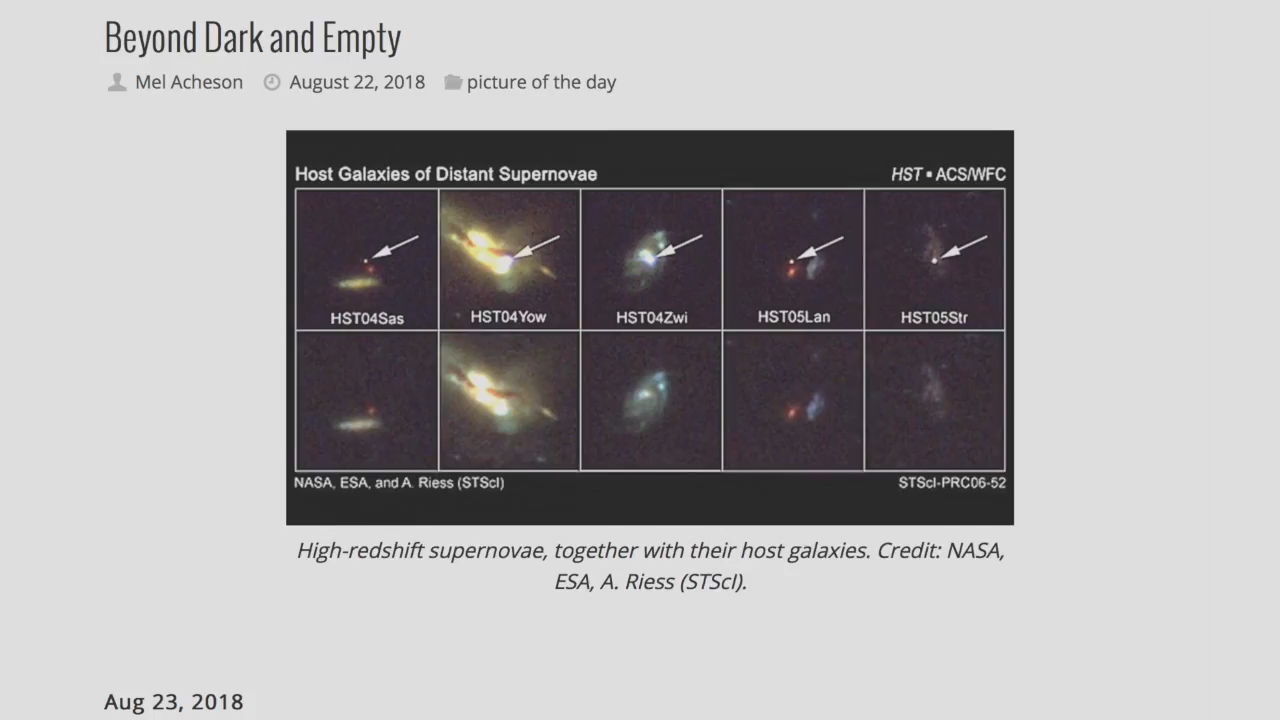 Beyond Dark and Empty
Mel Acheson August 22, 2018 picture of the day
Host Galaxies of Distant Supernovae HST ▪ ACS/WFC
HST04Sas HST04Yow HST04Zwi HST05Lan HST05Str
NASA, ESA, and A. Riess (STScI) STScI-PRC06-52
High-redshift supernovae, together with their host galaxies. Credit: NASA,
ESA, A. Riess (STScI).
Aug 23, 2018